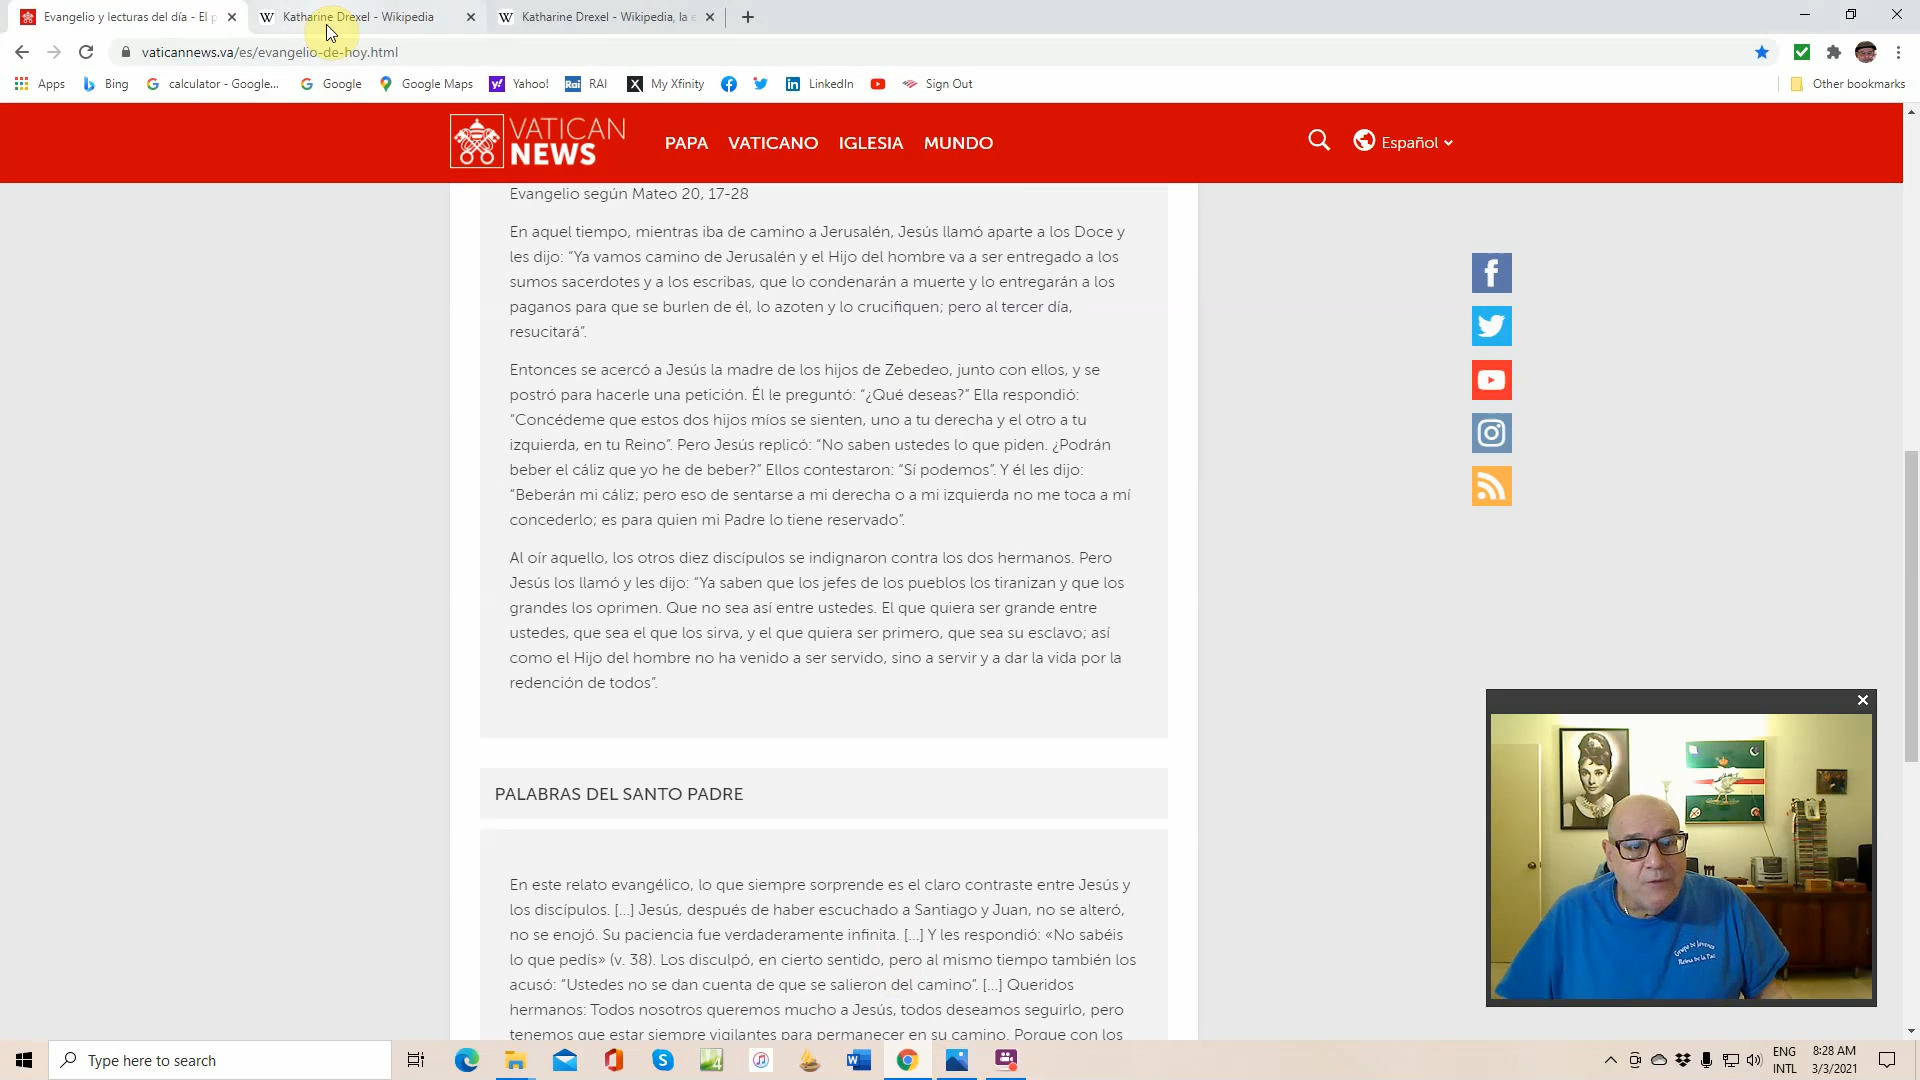 Evangelio y lecturas del día - El p
Katharine Drexel - Wikipedia
Katharine Drexel - Wikipedia, la e
vaticannews.va/es/evangelio-de-hoy.html
Apps
Bing
calculator - Google...
Google
Google Maps
Yahoo!
RAI
My Xfinity
LinkedIn
Sign Out
Other bookmarks
VATICAN
NEWS
PAPA
VATICANO
IGLESIA
MUNDO
Español
Evangelio según Mateo 20, 17-28
En aquel tiempo, mientras iba de camino a Jerusalén, Jesús llamó aparte a los Doce y
les dijo: “Ya vamos camino de Jerusalén y el Hijo del hombre va a ser entregado a los
sumos sacerdotes y a los escribas, que lo condenarán a muerte y lo entregarán a los
paganos para que se burlen de él, lo azoten y lo crucifiquen; pero al tercer día,
resucitará”.
Entonces se acercó a Jesús la madre de los hijos de Zebedeo, junto con ellos, y se
postró para hacerle una petición. Él le preguntó: “¿Qué deseas?” Ella respondió:
“Concédeme que estos dos hijos míos se sienten, uno a tu derecha y el otro a tu
izquierda, en tu Reino”. Pero Jesús replicó: “No saben ustedes lo que piden. ¿Podrán
beber el cáliz que yo he de beber?” Ellos contestaron: “Sí podemos”. Y él les dijo:
“Beberán mi cáliz; pero eso de sentarse a mi derecha o a mi izquierda no me toca a mí
concederlo; es para quien mi Padre lo tiene reservado”.
Al oír aquello, los otros diez discípulos se indignaron contra los dos hermanos. Pero
Jesús los llamó y les dijo: “Ya saben que los jefes de los pueblos los tiranizan y que los
grandes los oprimen. Que no sea así entre ustedes. El que quiera ser grande entre
ustedes, que sea el que los sirva, y el que quiera ser primero, que sea su esclavo; así
como el Hijo del hombre no ha venido a ser servido, sino a servir y a dar la vida por la
redención de todos”.
PALABRAS DEL SANTO PADRE
En este relato evangélico, lo que siempre sorprende es el claro contraste entre Jesús y
los discípulos. [...] Jesús, después de haber escuchado a Santiago y Juan, no se alteró,
no se enojó. Su paciencia fue verdaderamente infinita. [...] Y les respondió: «No sabéis
lo que pedís» (v. 38). Los disculpó, en cierto sentido, pero al mismo tiempo también los
acusó: “Ustedes no se dan cuenta de que se salieron del camino”. [...] Queridos
hermanos: Todos nosotros queremos mucho a Jesús, todos deseamos seguirlo, pero
tenemos que estar siempre vigilantes para permanecer en su camino. Porque con los
Grupo de Jóvenes
Reina de la Paz
Type here to search
ENG
INTL
8:28 AM
3/3/2021